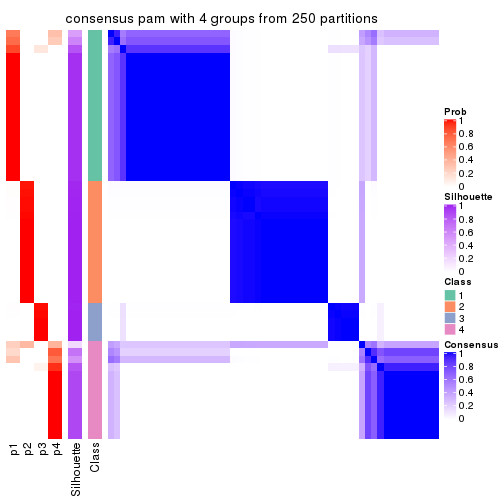 consensus pam with 4 groups from 250 partitions
Prob
1
0.8
0.6
0.4
0.2
0
Silhouette
1
0.8
0.6
0.4
0.2
0
Class
1
2
3
4
Consensus
1
0.8
0.6
0.4
0.2
0
p1
p2
p3
p4
Silhouette
Class